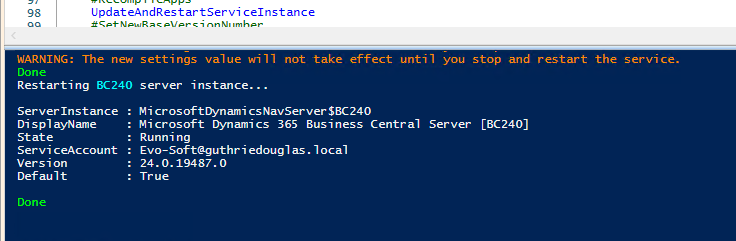 97 #RecompileApps
98 UpdateAndRestartServiceInstance
99 #SetNewBaseVersionNumber
WARNING: The new settings value will not take effect until you stop and restart the service.
Done
Restarting BC240 server instance...
ServerInstance : MicrosoftDynamicsNavServer$BC240
DisplayName : Microsoft Dynamics 365 Business Central Server [BC240]
State : Running
ServiceAccount : Evo-Soft@guthriedouglas.local
Version : 24.0.19487.0
Default : True
Done